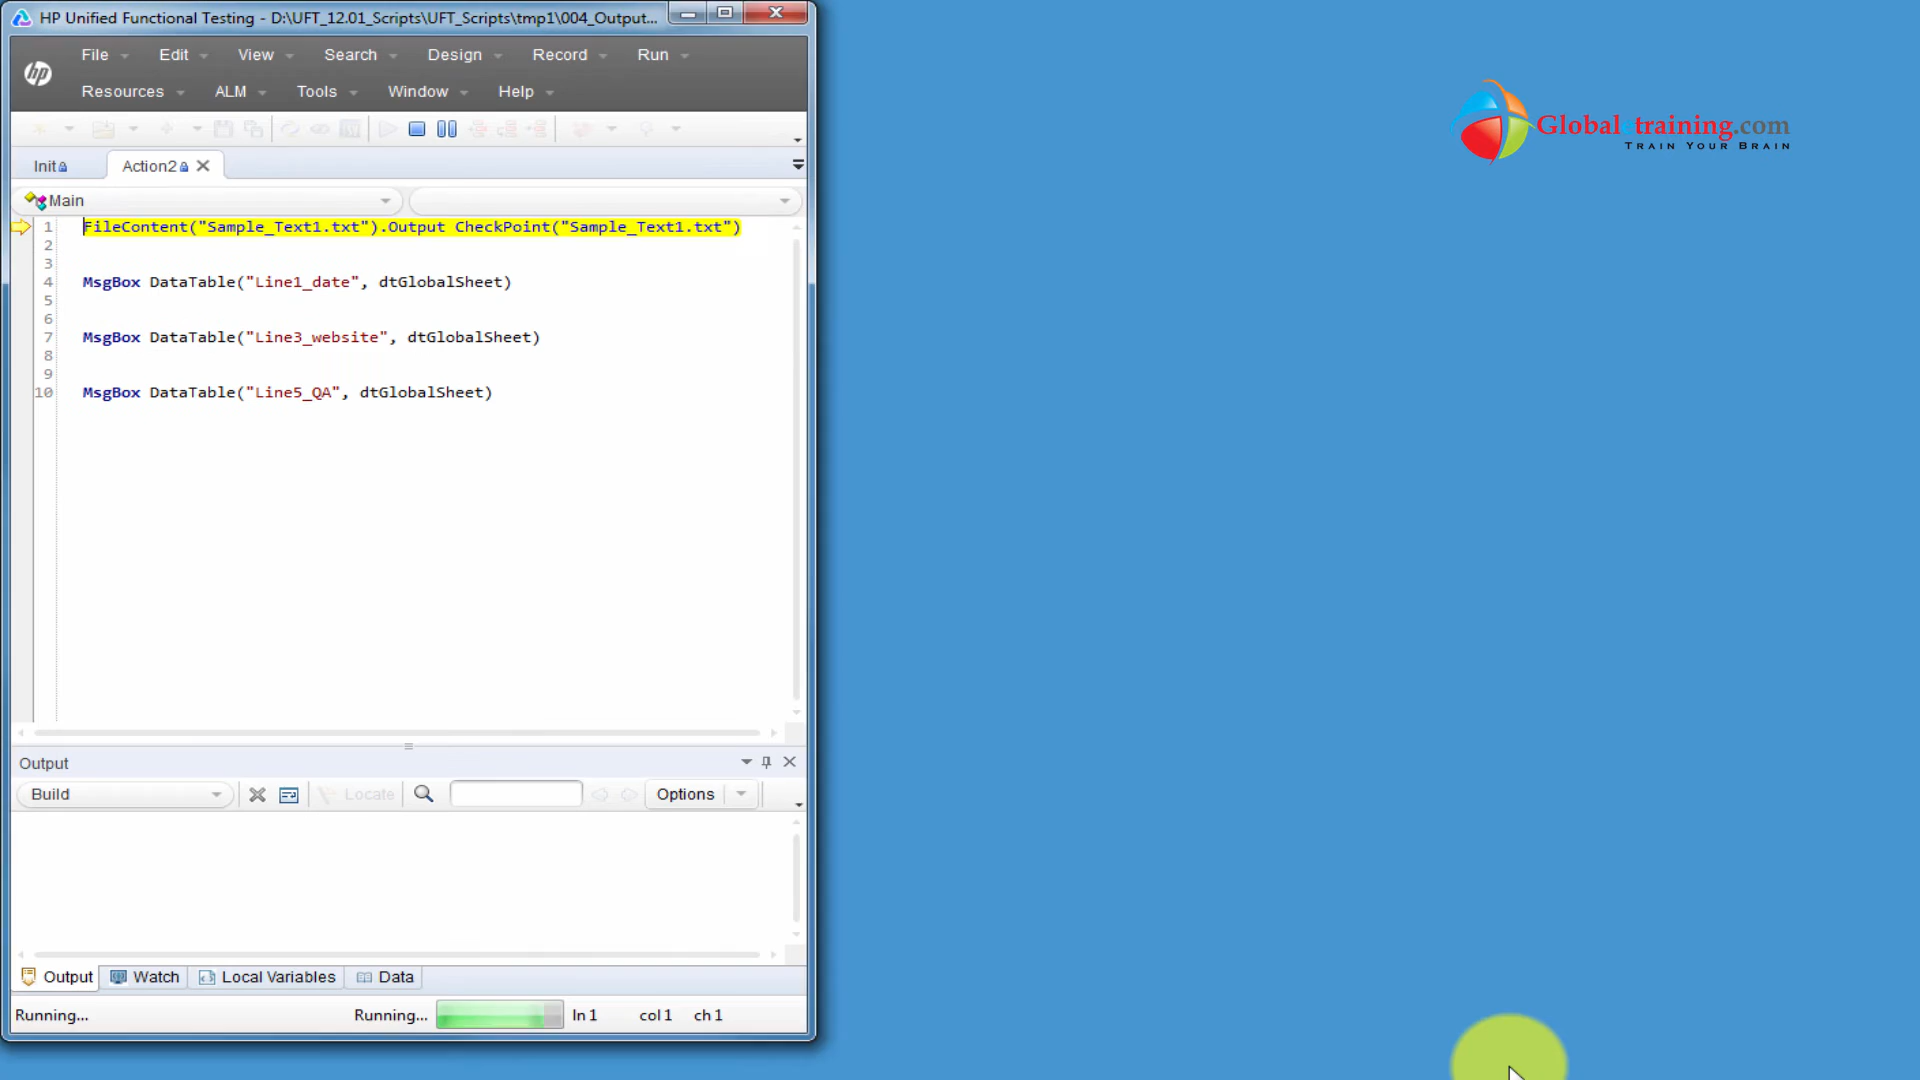 HP Unified Functional Testing - D:\UFT_12.01_Scripts\UFT_Scripts\tmp1\004_Output...
File Edit View Search Design Record Run
hp
Resources ALM Tools Window Help
Init Action2
Main
1 FileContent("Sample_Text1.txt").Output CheckPoint("Sample_Text1.txt")
2
3
4 MsgBox DataTable("Line1_date", dtGlobalSheet)
5
6
7 MsgBox DataTable("Line3_website", dtGlobalSheet)
8
9
10 MsgBox DataTable("Line5_QA", dtGlobalSheet)
Output
Build Locate Options
Output Watch Local Variables Data
Running... Running... ln 1 col 1 ch 1
Globaletraining.com
TRAIN YOUR BRAIN